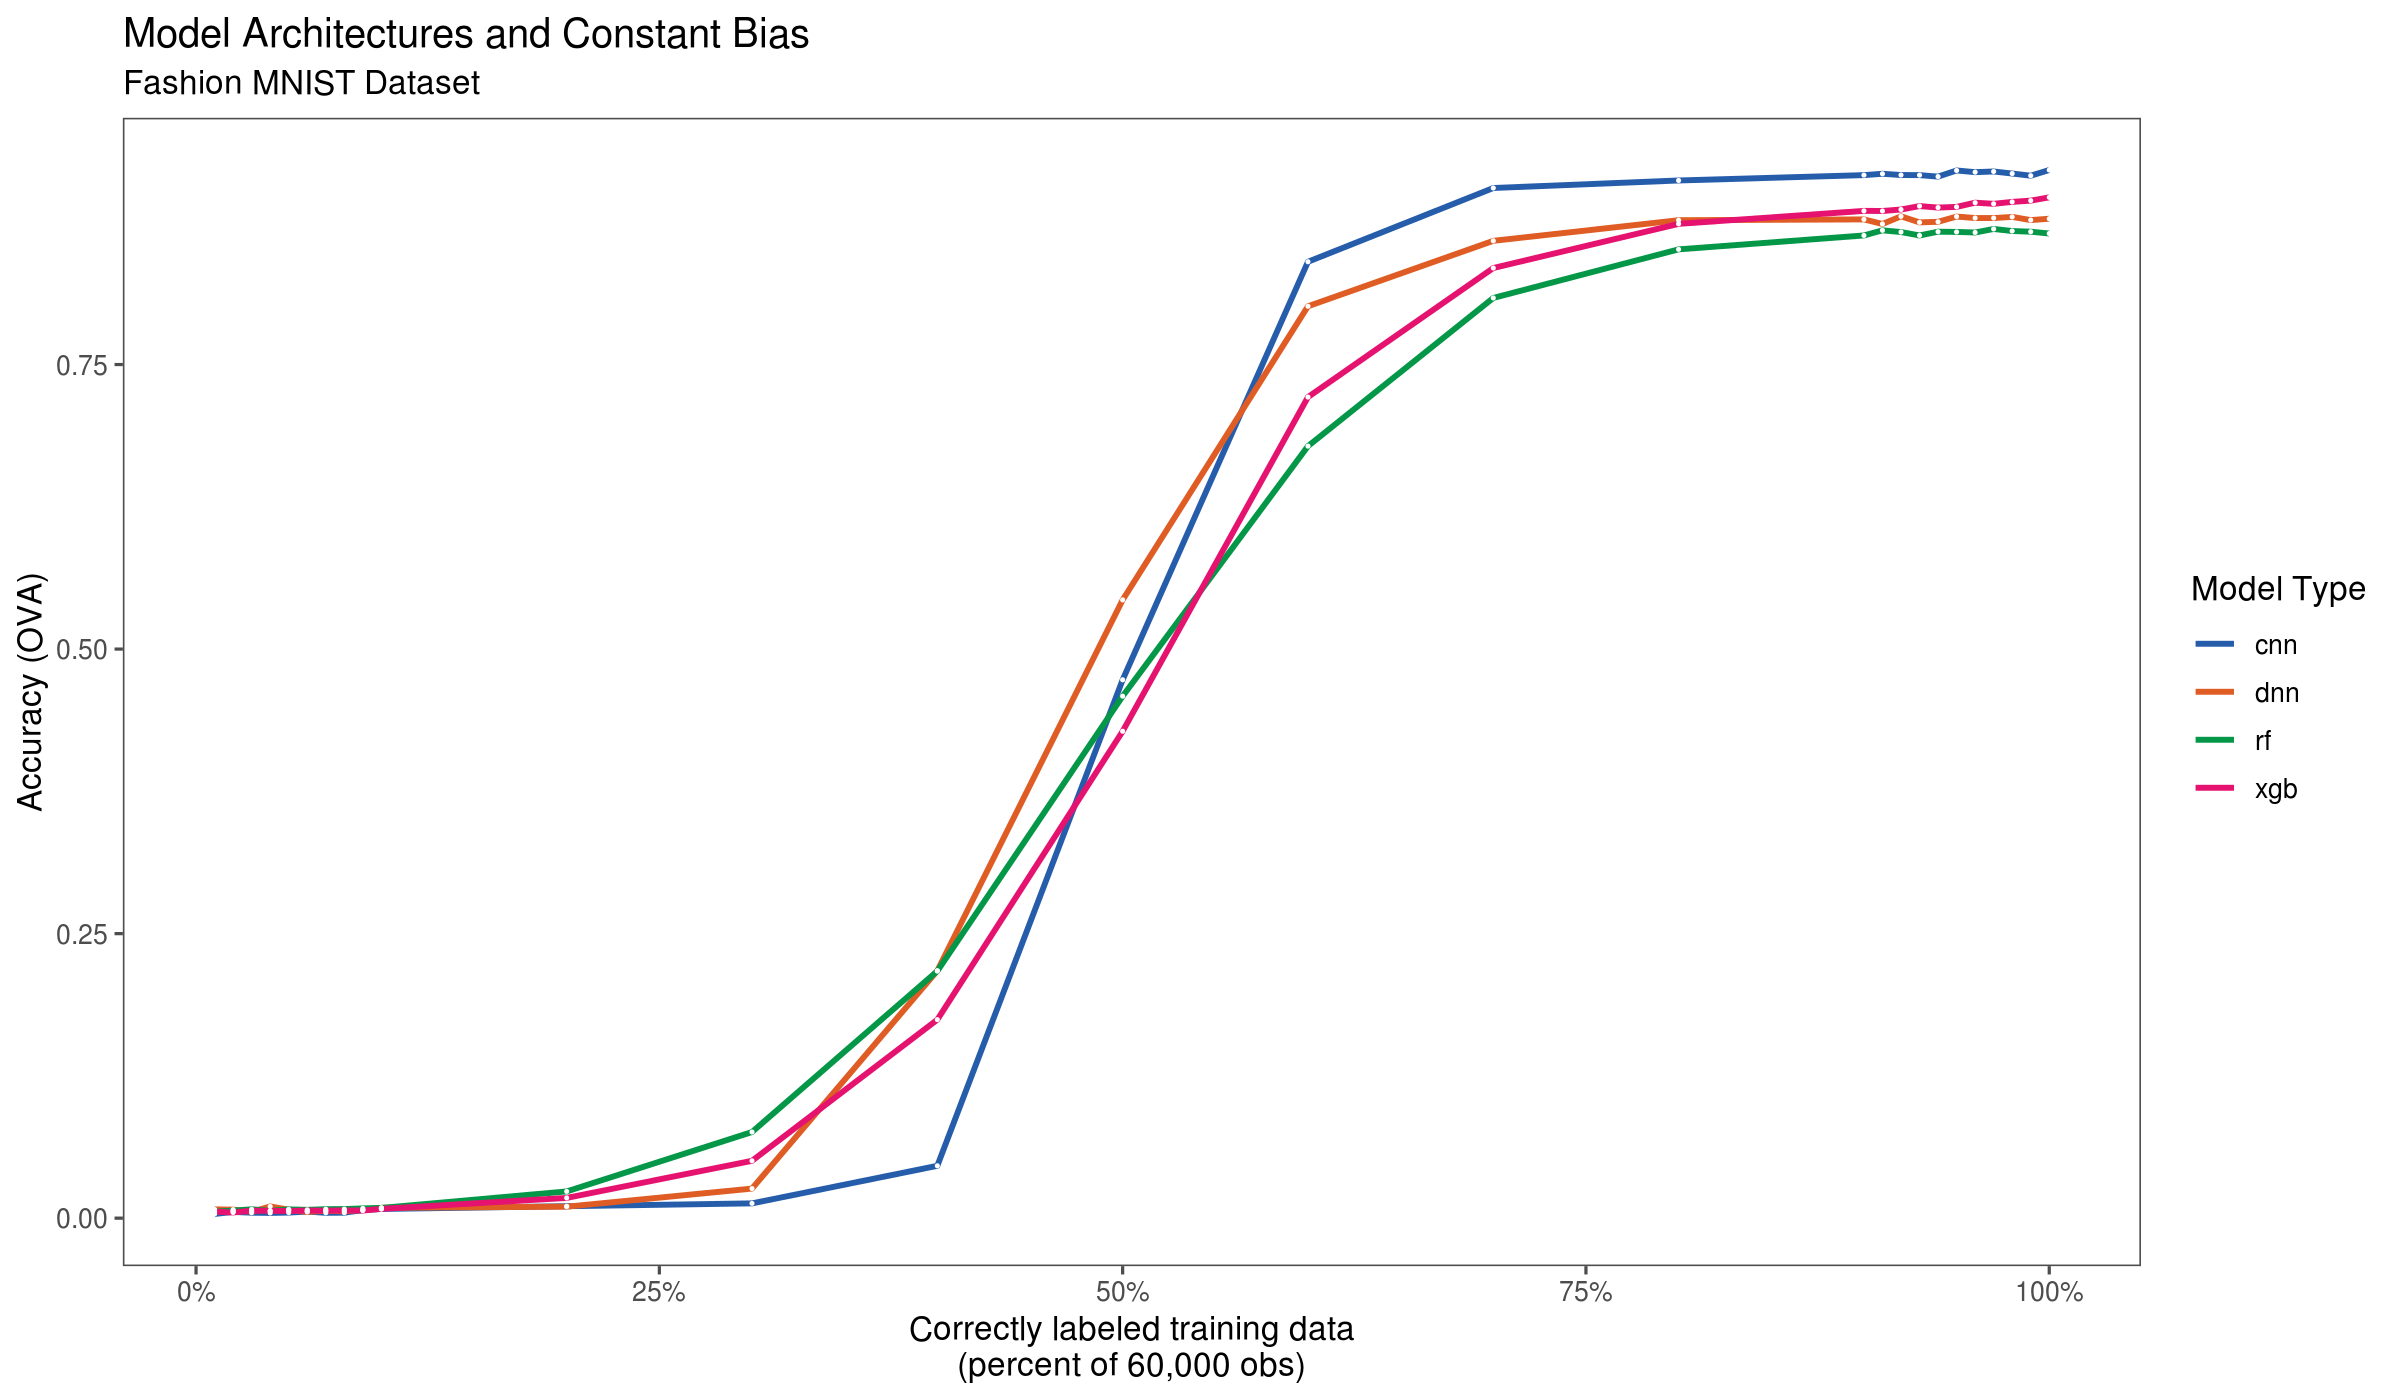 Model Architectures and Constant Bias
Fashion MNIST Dataset
Accuracy (OVA)
0.75
0.50
0.25
0.00
0%
25%
50%
75%
100%
Correctly labeled training data
(percent of 60,000 obs)
Model Type
cnn
dnn
rf
xgb